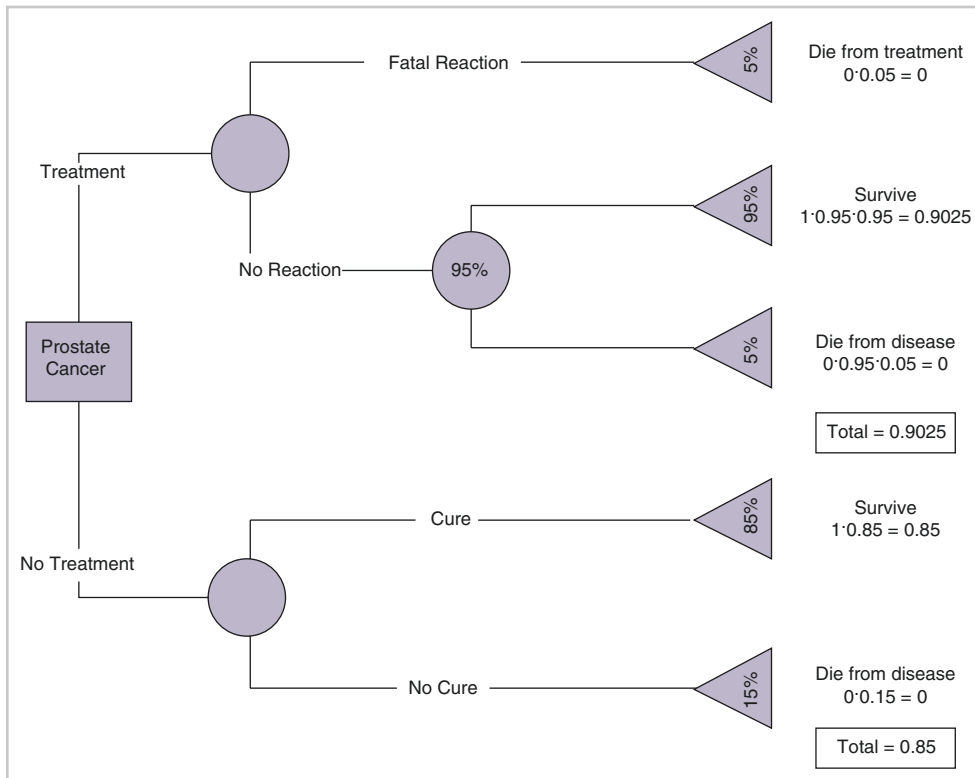 Fatal Reaction
5%
Die from treatment
0·0.05 = 0
Treatment
95%
Survive
1·0.95·0.95 = 0.9025
No Reaction
95%
Prostate
Cancer
5%
Die from disease
0·0.95·0.05 = 0
Total = 0.9025
Cure
85%
Survive
1·0.85 = 0.85
No Treatment
No Cure
15%
Die from disease
0·0.15 = 0
Total = 0.85